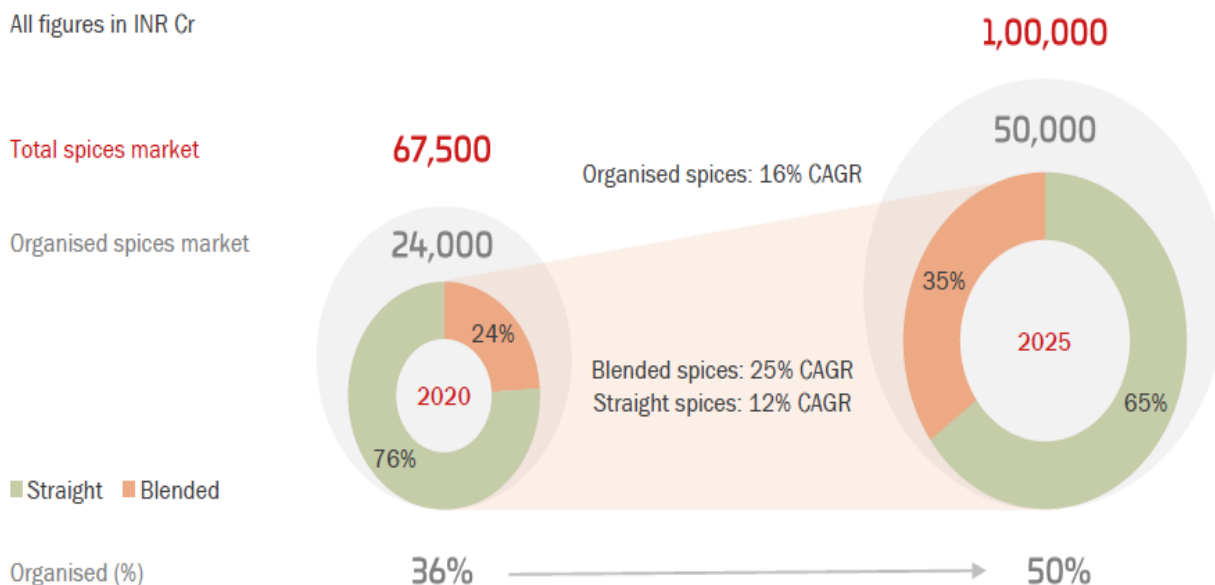 All figures in INR Cr
1,00,000
Total spices market
67,500
50,000
Organised spices: 16% CAGR
Organised spices market
24,000
24%
35%
2020
2025
Blended spices: 25% CAGR
Straight spices: 12% CAGR
76%
65%
Straight
Blended
Organised (%)
36%
50%